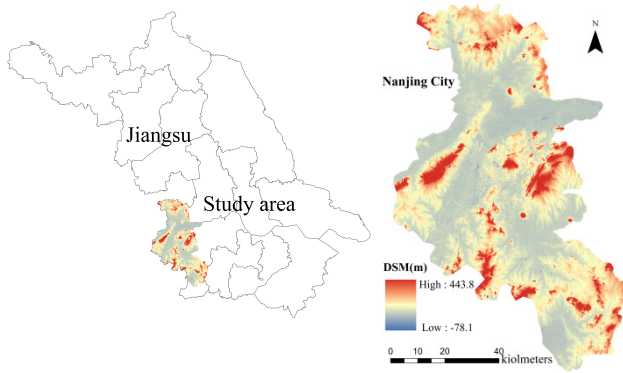 Jiangsu
Study area
N
Nanjing City
DSM(m)
High : 443.8
Low : -78.1
0 10 20 40
kiolmeters